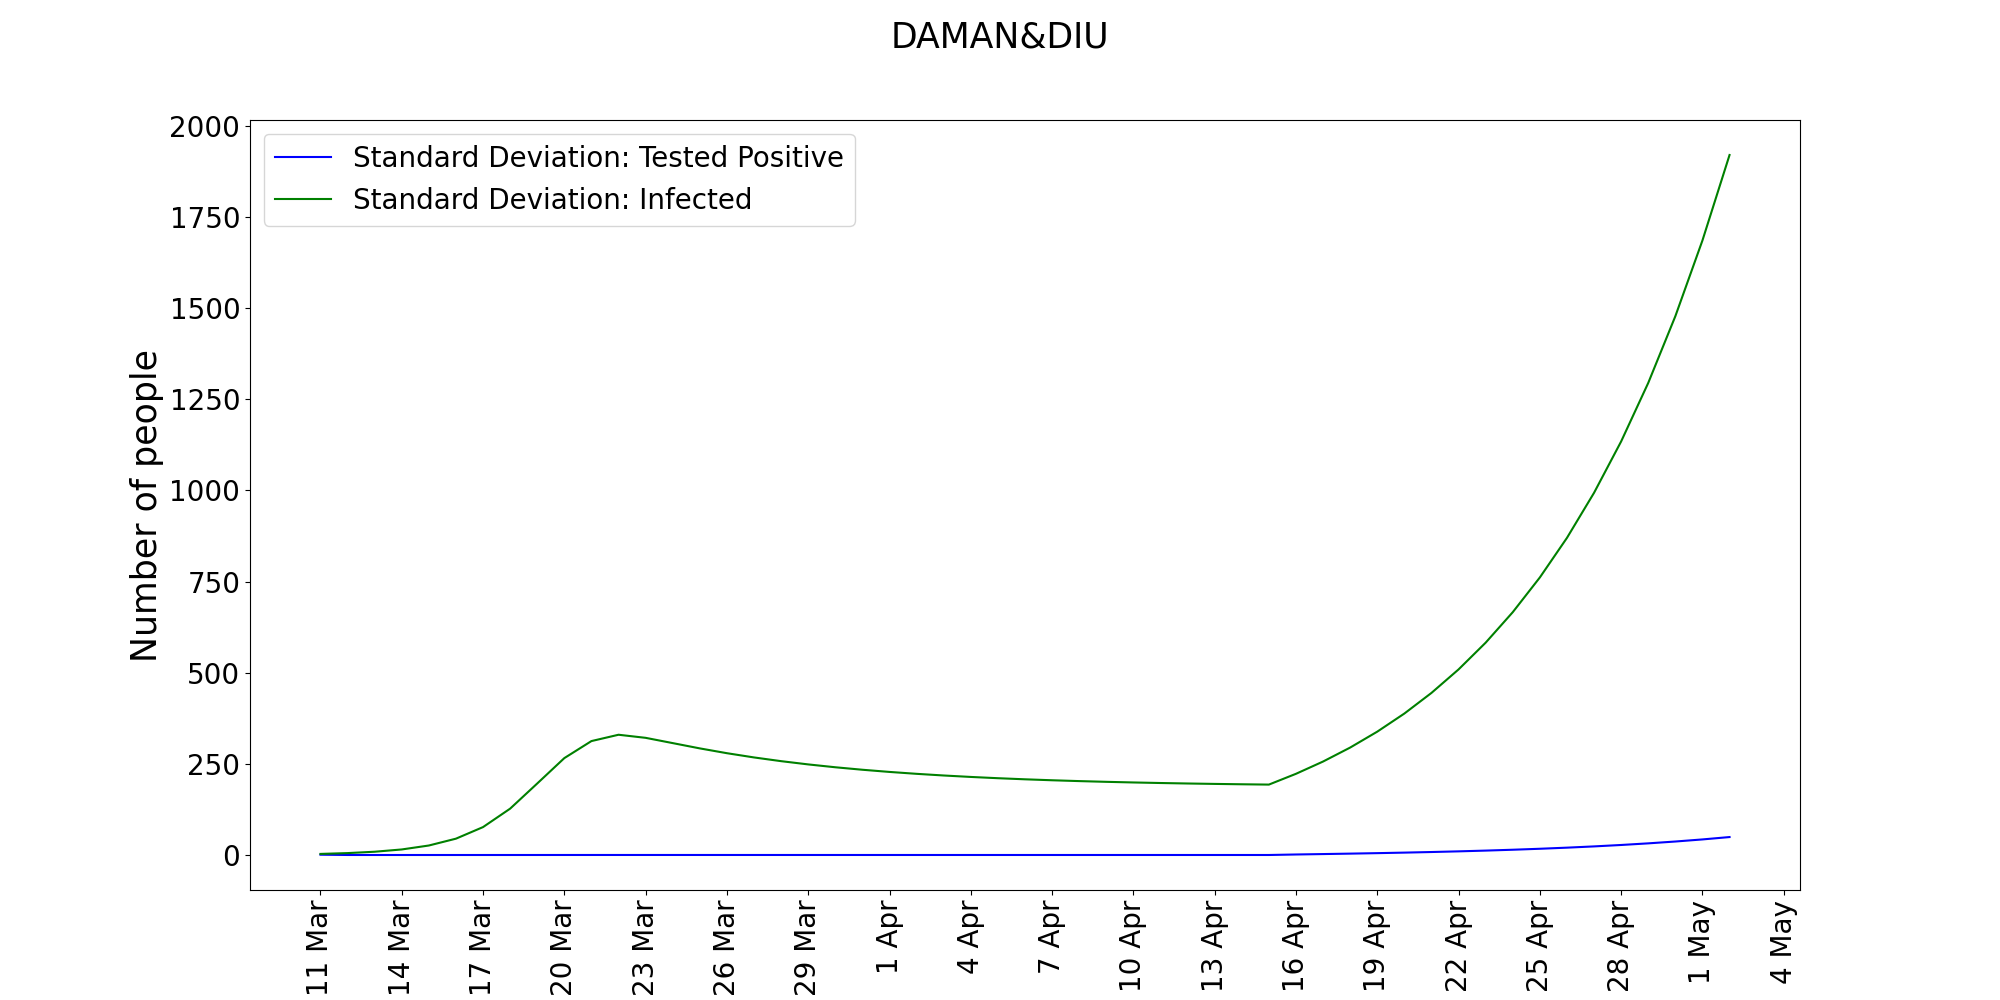 DAMAN&DIU
Standard Deviation: Tested Positive
Standard Deviation: Infected
Number of people
2000
1750
1500
1250
1000
750
500
250
0
11 Mar
14 Mar
17 Mar
20 Mar
23 Mar
26 Mar
29 Mar
1 Apr
4 Apr
7 Apr
10 Apr
13 Apr
16 Apr
19 Apr
22 Apr
25 Apr
28 Apr
1 May
4 May